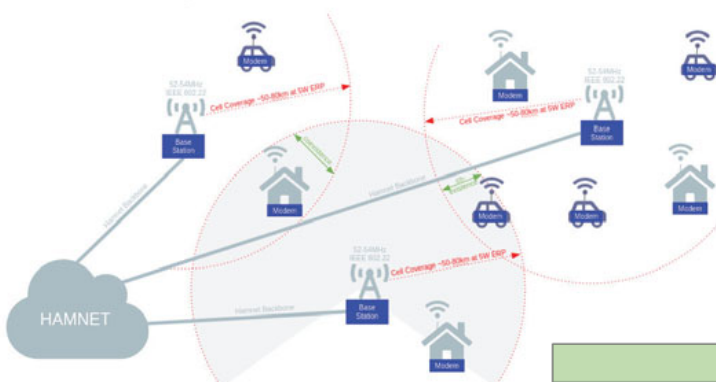 52-54MHz
IEEE 802.22
Cell Coverage ~50-80km at 5W ERP
Base
Station
Modem
52-54MHz
IEEE 802.22
Cell Coverage ~50-80km at 5W ERP
Base
Station
Modem
Modem
Modem
Coexistence
Modem
Hamnet Backbone
Co-
existence
Modem
Modem
Hamnet Backbone
52-54MHz
IEEE 802.22
Cell Coverage ~50-80km at 5W ERP
Base
Station
Hamnet Backbone
HAMNET
Modem